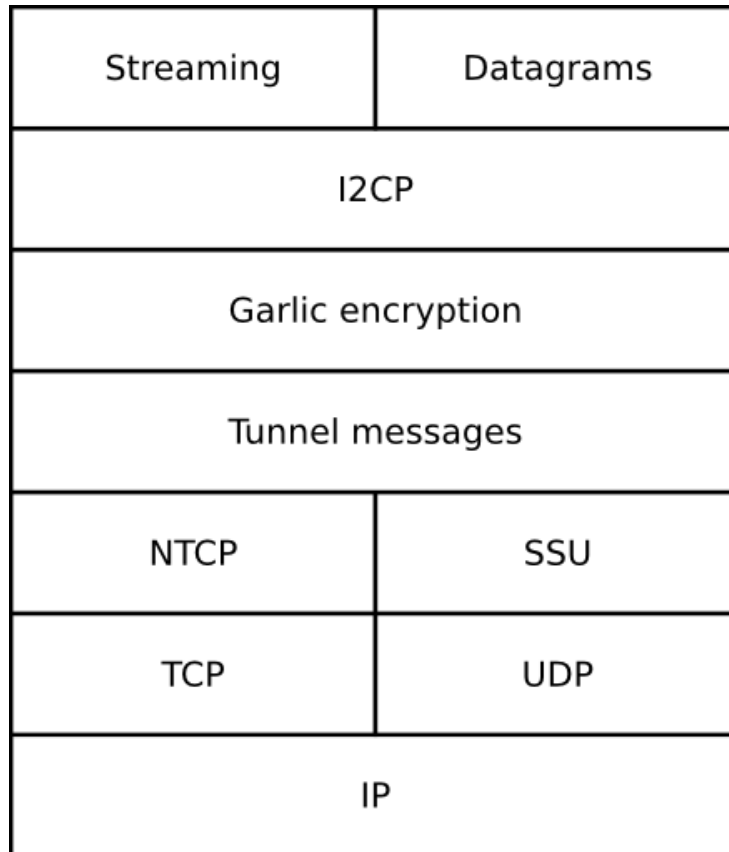 Streaming Datagrams
I2CP
Garlic encryption
Tunnel messages
NTCP SSU
TCP UDP
IP